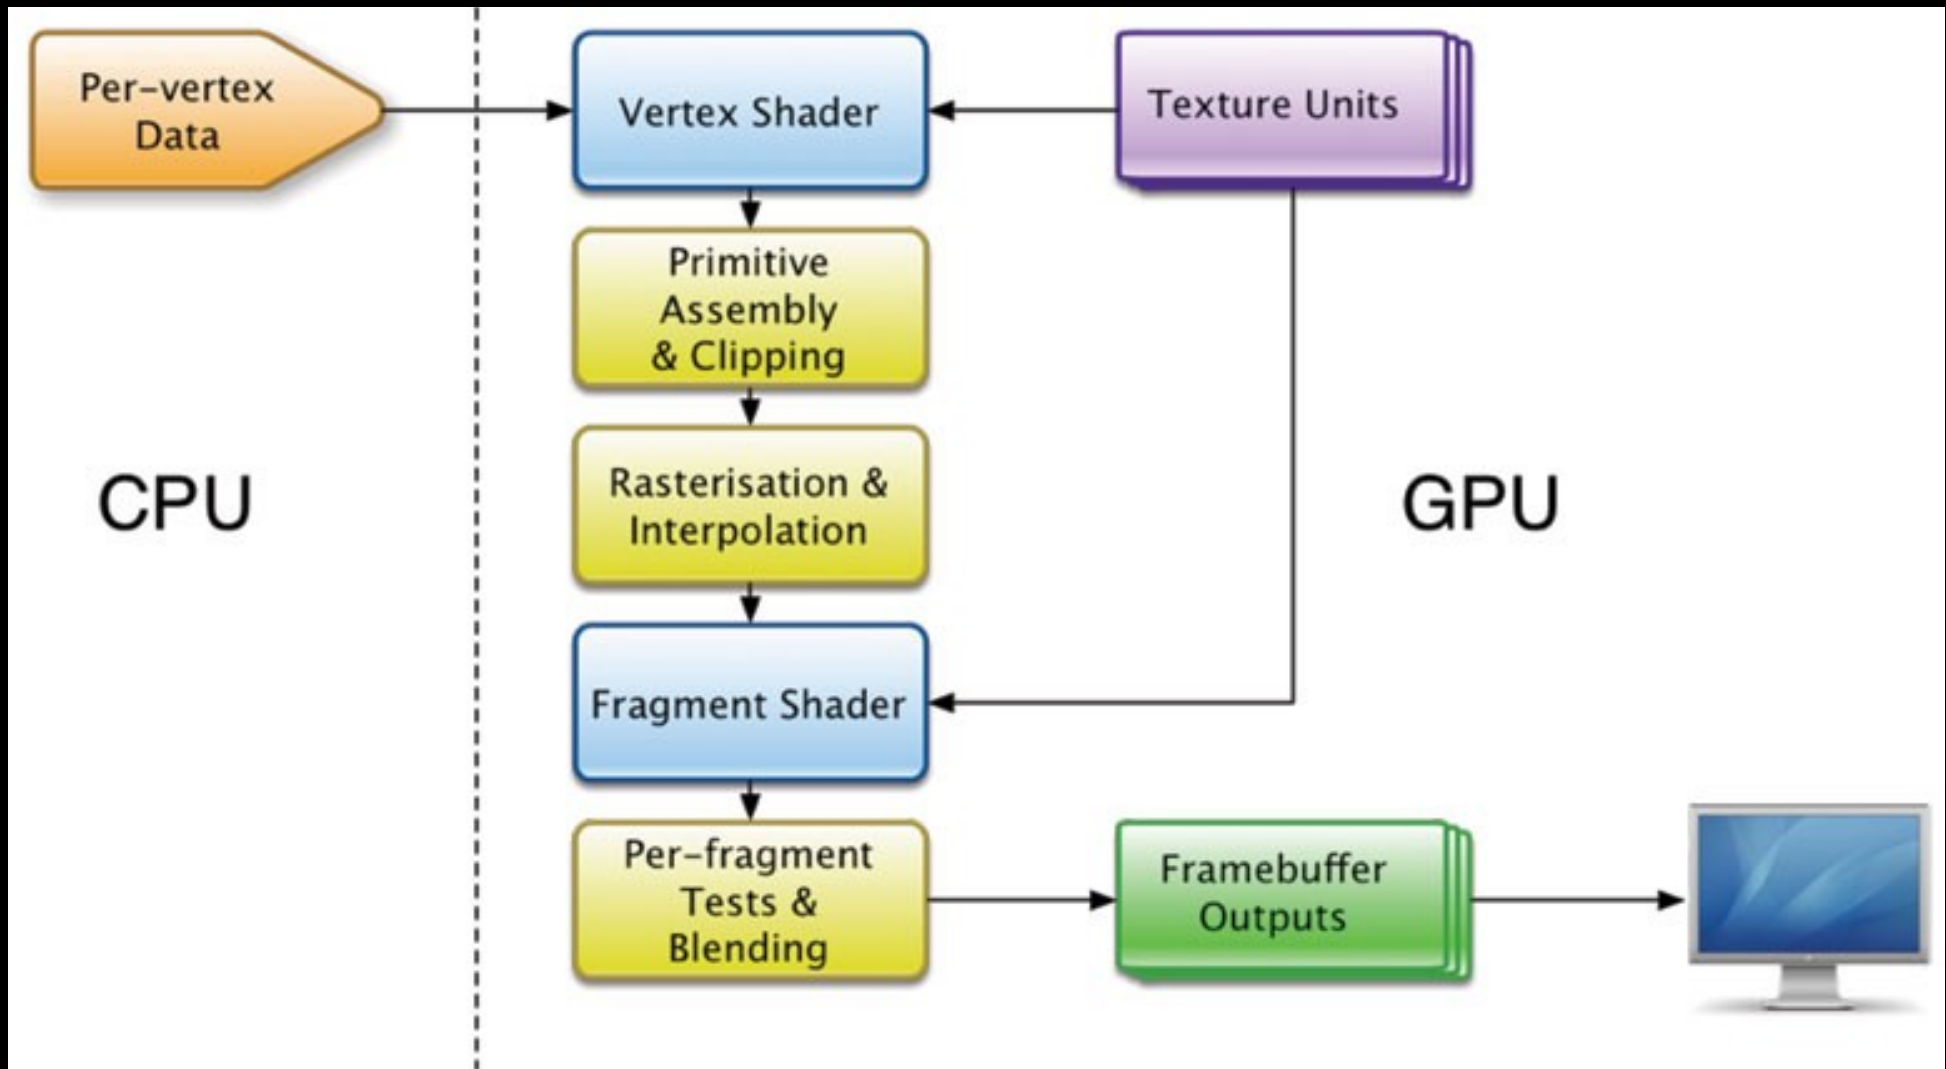 Per-vertex
Data
Vertex Shader
Texture Units
Primitive
Assembly
& Clipping
CPU
Rasterisation &
Interpolation
GPU
Fragment Shader
Per-fragment
Tests &
Blending
Framebuffer
Outputs